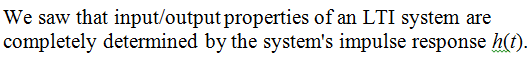 We saw that input/output properties of an LTI system are
completely determined by the system's impulse response h(t).